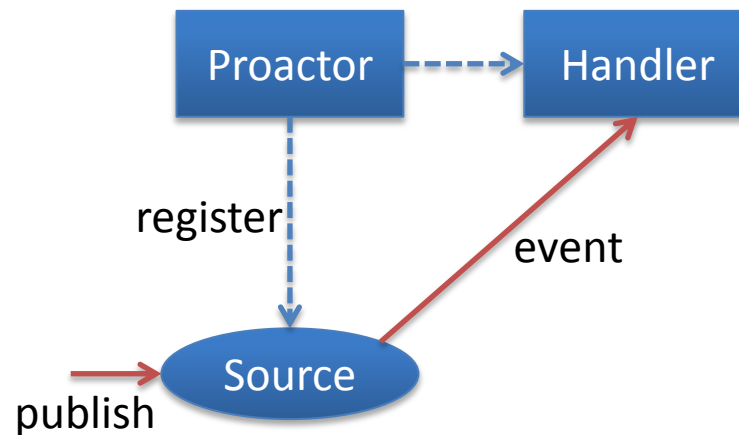 Proactor
Handler
register
event
Source
publish